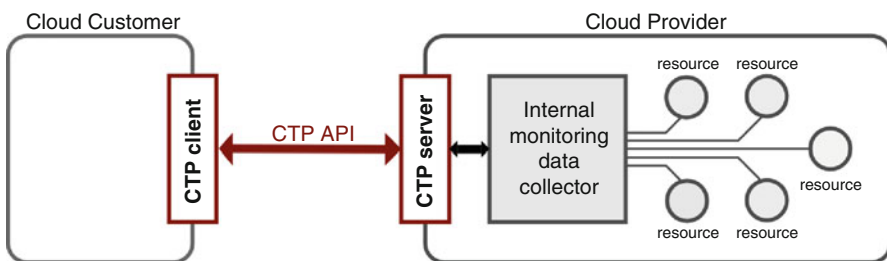 Cloud Customer
Cloud Provider
CTP client
CTP API
CTP server
Internal
monitoring
data
collector
resource
resource
resource
resource
resource